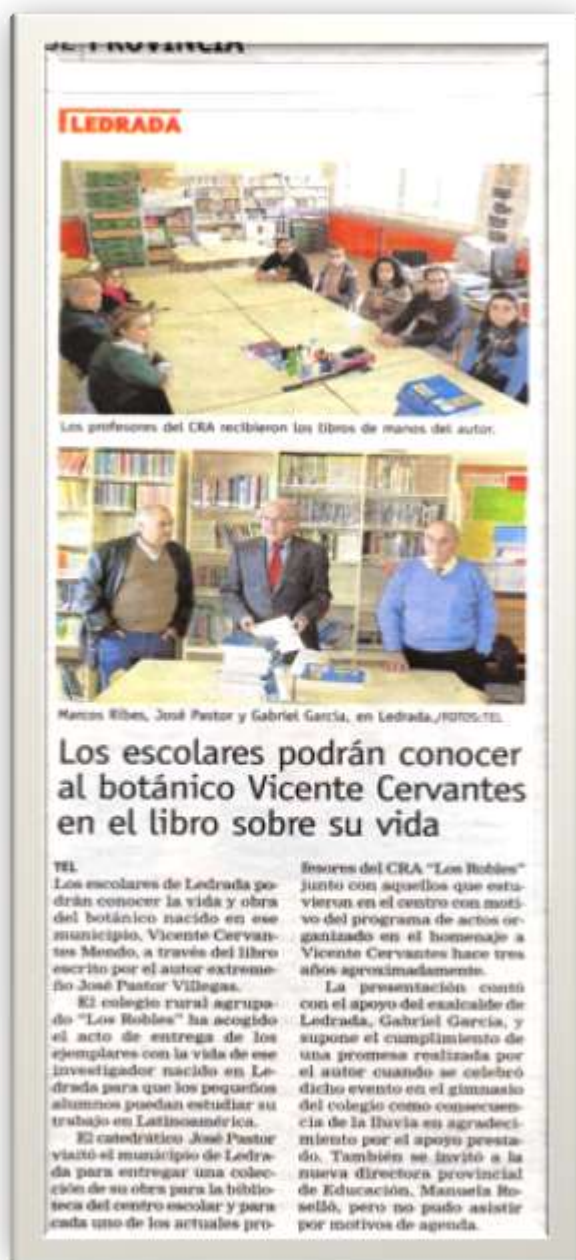 PROVINCIA
LEDRADA
Los profesores del CRA recibieron los libros de manos del autor.
Marcos Ribes, José Pastor y Gabriel García, en Ledrada./FOTOS:TEL
Los escolares podrán conocer
al botánico Vicente Cervantes
en el libro sobre su vida
TEL
Los escolares de Ledrada po-
drán conocer la vida y obra
del botánico nacido en ese
municipio, Vicente Cervan-
tes Mendo, a través del libro
escrito por el autor extreme-
ño José Pastor Villegas.
El colegio rural agrupa-
do "Los Robles" ha acogido
el acto de entrega de los
ejemplares con la vida de ese
investigador nacido en Le-
drada para que los pequeños
alumnos puedan estudiar su
trabajo en Latinoamérica.
El catedrático José Pastor
visitó el municipio de Ledra-
da para entregar una colec-
ción de su obra para la biblio-
teca del centro escolar y para
cada uno de los actuales pro-
fesores del CRA "Los Robles"
junto con aquellos que estu-
vieron en el centro con moti-
vo del programa de actos or-
ganizado en el homenaje a
Vicente Cervantes hace tres
años aproximadamente.
La presentación contó
con el apoyo del exalcalde de
Ledrada, Gabriel García, y
supone el cumplimiento de
una promesa realizada por
el autor cuando se celebró
dicho evento en el gimnasio
del colegio como consecuen-
cia de la lluvia en agradeci-
miento por el apoyo presta-
do. También se invitó a la
nueva directora provincial
de Educación, Manuela Ro-
selló, pero no pudo asistir
por motivos de agenda.